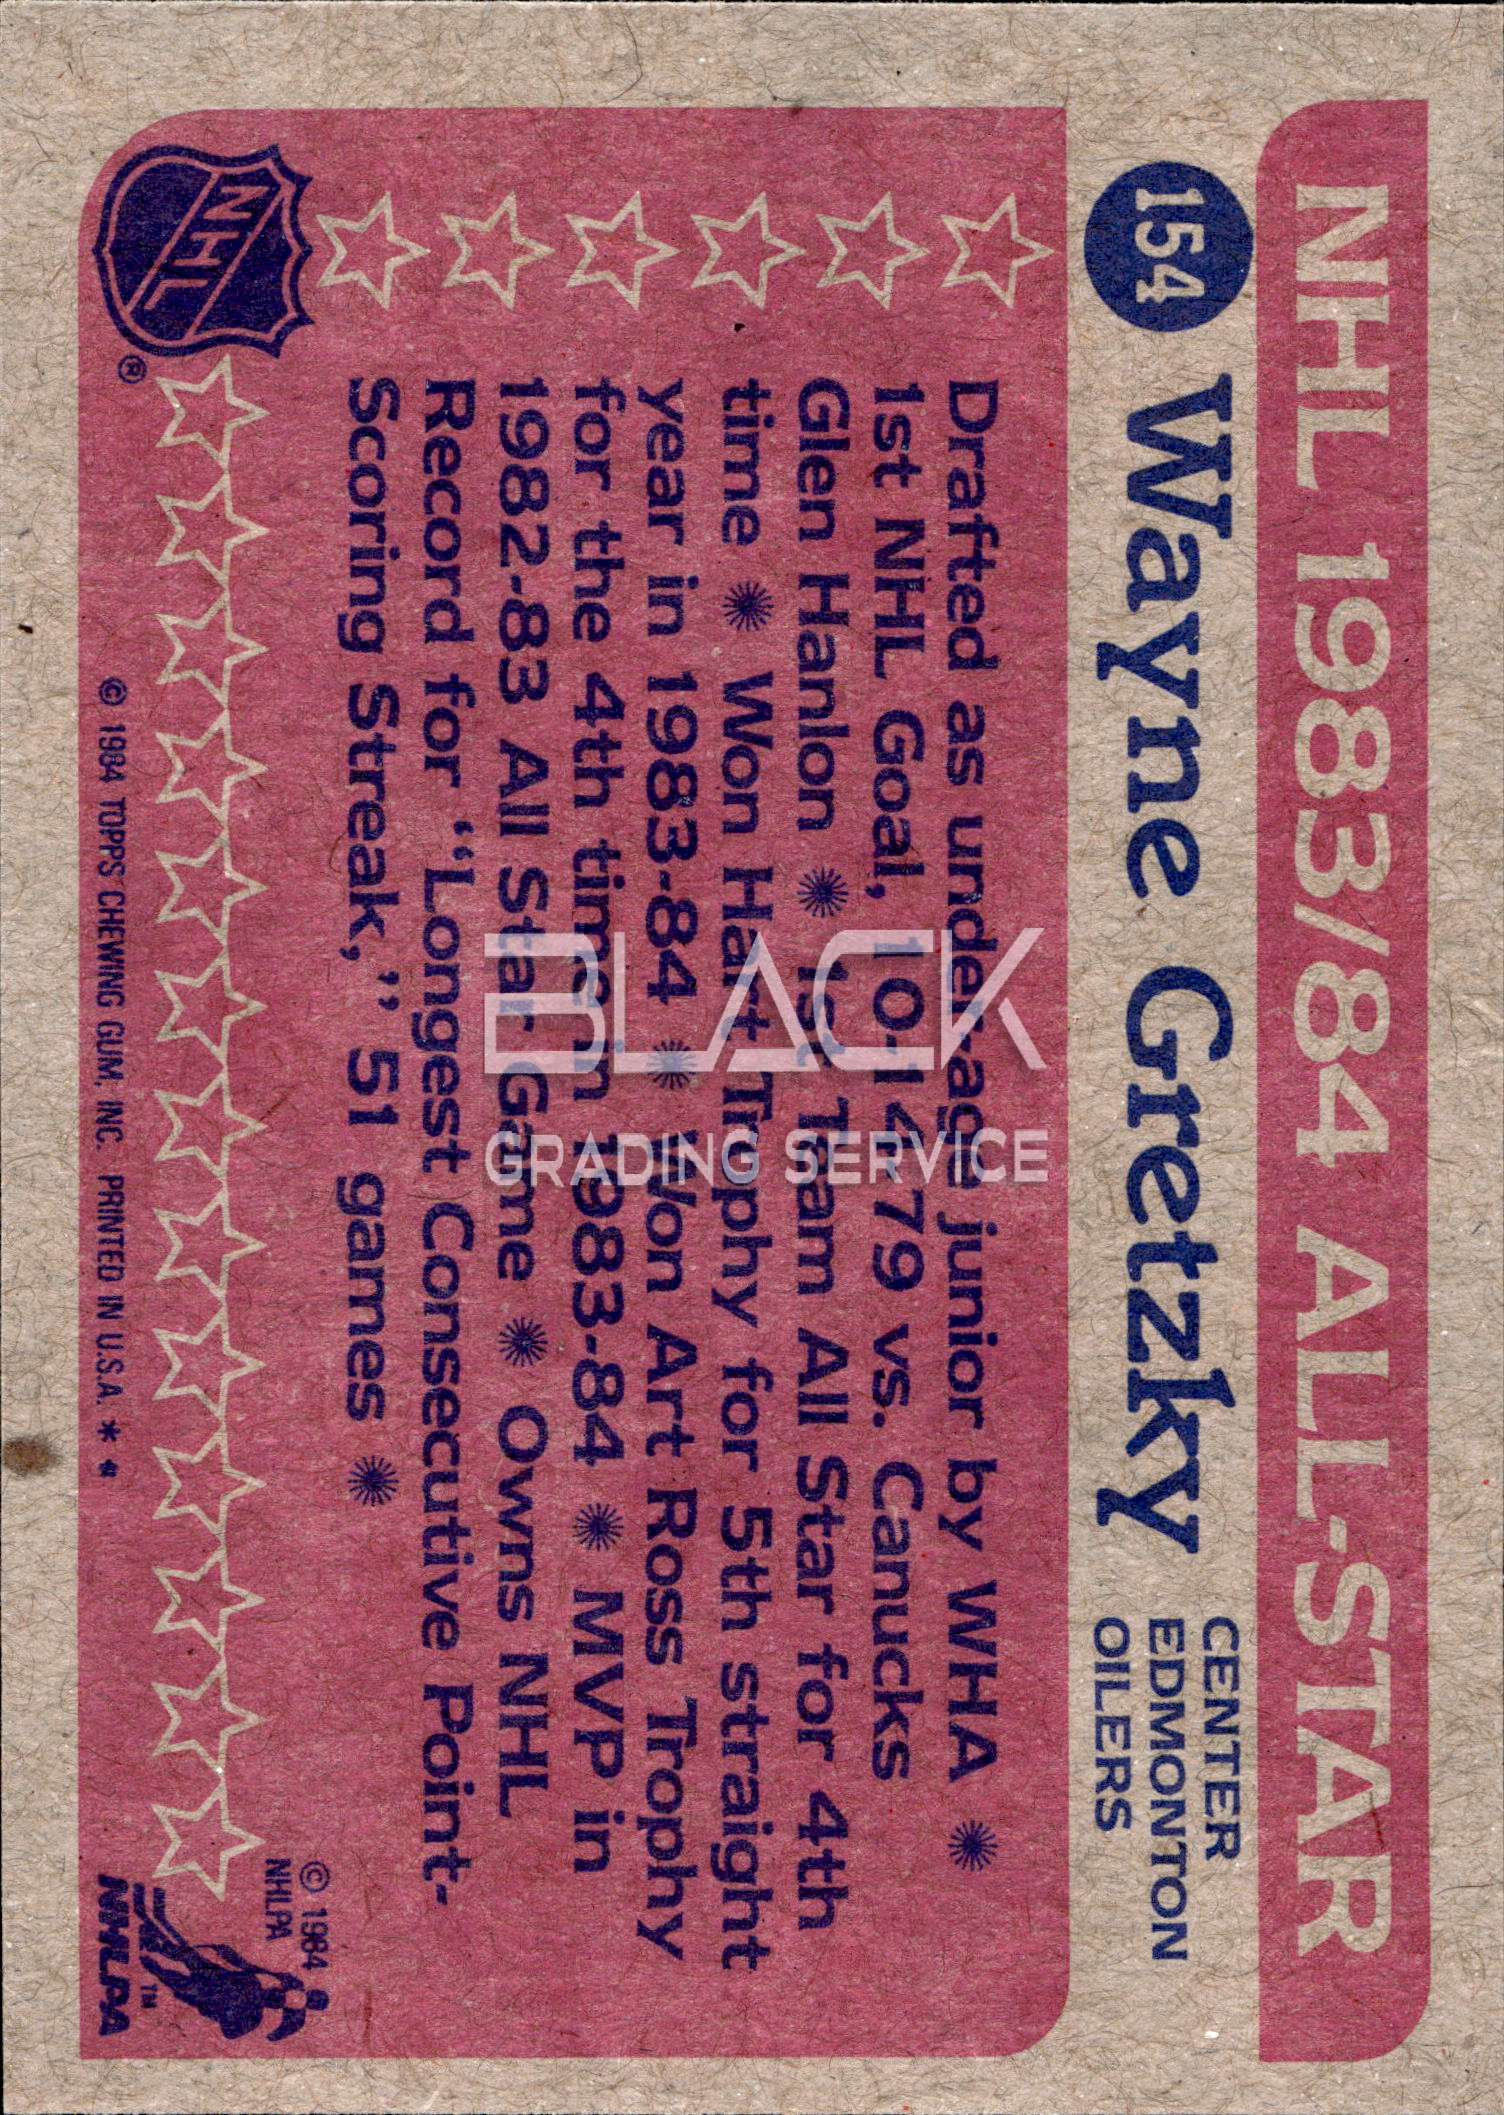 NHL 1983/84 ALL-STAR
154 Wayne Gretzky
CENTER
EDMONTON
OILERS
Drafted as under-age junior by WHA ✺
1st NHL Goal, 10-14-79 vs. Canucks
Glen Hanlon ✺ 1st Team All Star for 4th
time ✺ Won Hart Trophy for 5th straight
year in 1983-84 ✺ Won Art Ross Trophy
for the 4th time in 1983-84 ✺ MVP in
1982-83 All Star Game ✺ Owns NHL
Record for "Longest Consecutive Point-
Scoring Streak," 51 games ✺
NHL
®
© 1984
NHLPA
NHLPA
TM
© 1984 TOPPS CHEWING GUM, INC. PRINTED IN U.S.A. * *
BLACK
GRADING SERVICE